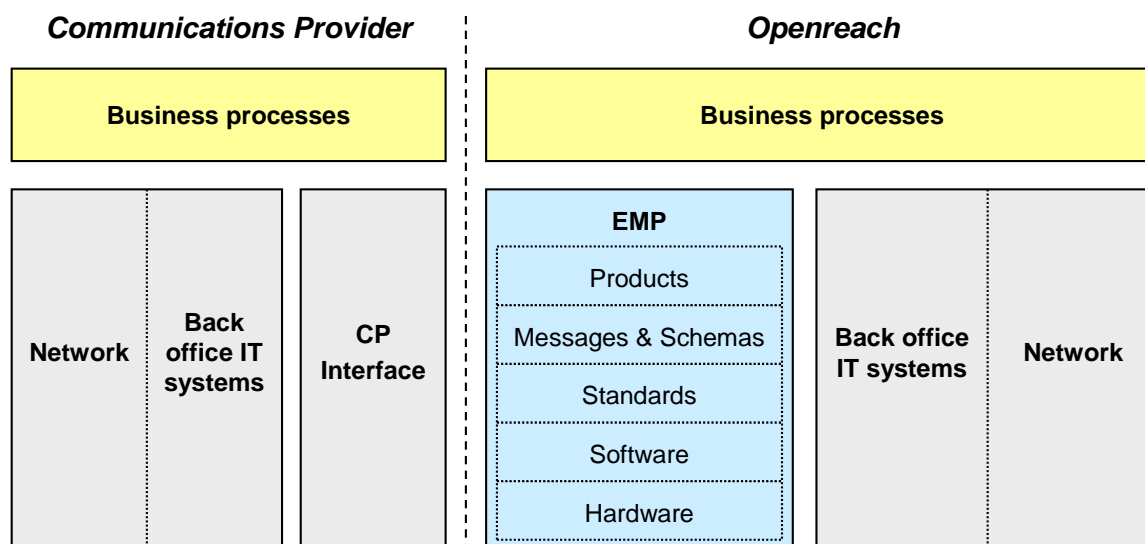 Communications Provider
Openreach
Business processes
Business processes
Network
Back
office IT
systems
CP
Interface
EMP
Products
Messages & Schemas
Standards
Software
Hardware
Back office
IT systems
Network